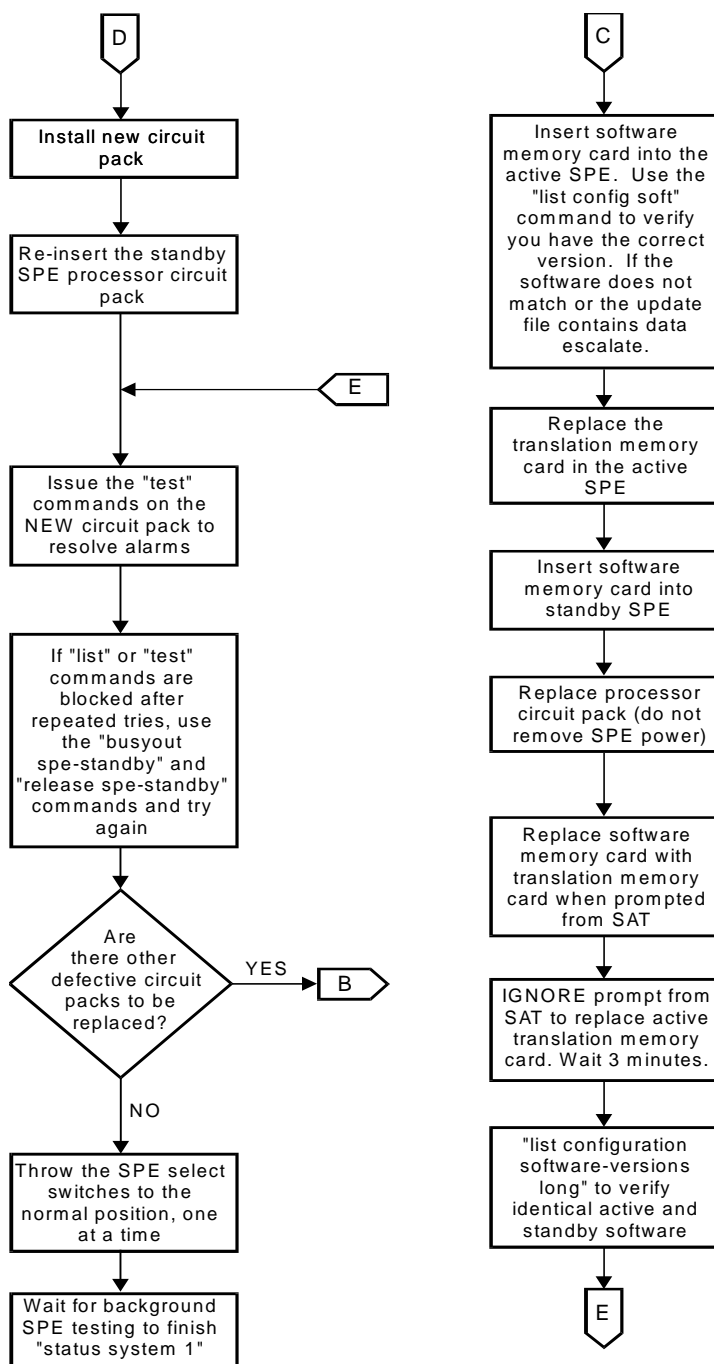 D
Install new circuit
pack
Re-insert the standby
SPE processor circuit
pack
E
Issue the "test"
commands on the
NEW circuit pack to
resolve alarms
If "list" or "test"
commands are
blocked after
repeated tries, use
the "busyout
spe-standby" and
"release spe-standby"
commands and try
again
Are
there other
defective circuit
packs to be
replaced?
YES
B
NO
Throw the SPE select
switches to the
normal position, one
at a time
Wait for background
SPE testing to finish
"status system 1"
C
Insert software
memory card into the
active SPE. Use the
"list config soft"
command to verify
you have the correct
version. If the
software does not
match or the update
file contains data
escalate.
Replace the
translation memory
card in the active
SPE
Insert software
memory card into
standby SPE
Replace processor
circuit pack (do not
remove SPE power)
Replace software
memory card with
translation memory
card when prompted
from SAT
IGNORE prompt from
SAT to replace active
translation memory
card. Wait 3 minutes.
"list configuration
software-versions
long" to verify
identical active and
standby software
E